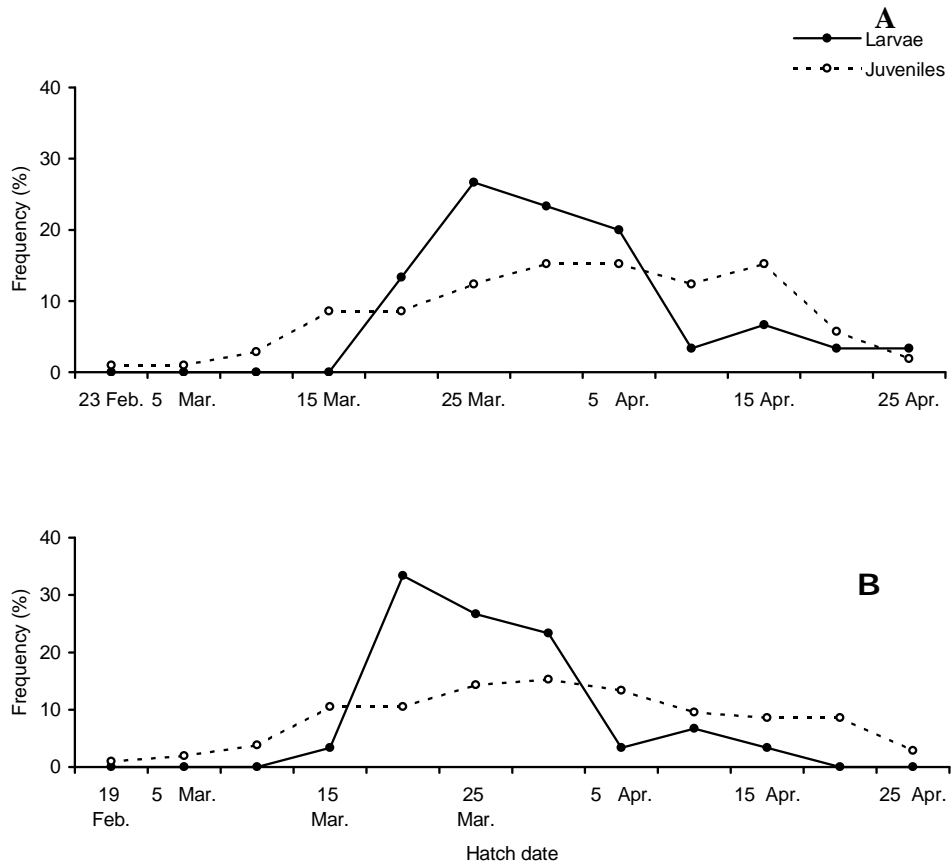 A
Larvae
Juveniles
Frequency (%)
40
30
20
10
0
23 Feb. 5 Mar. 15 Mar. 25 Mar. 5 Apr. 15 Apr. 25 Apr.
B
Frequency (%)
40
30
20
10
0
19 5 Mar. 15 25 5 Apr. 15 Apr. 25 Apr.
Feb. Mar. Mar.
Hatch date